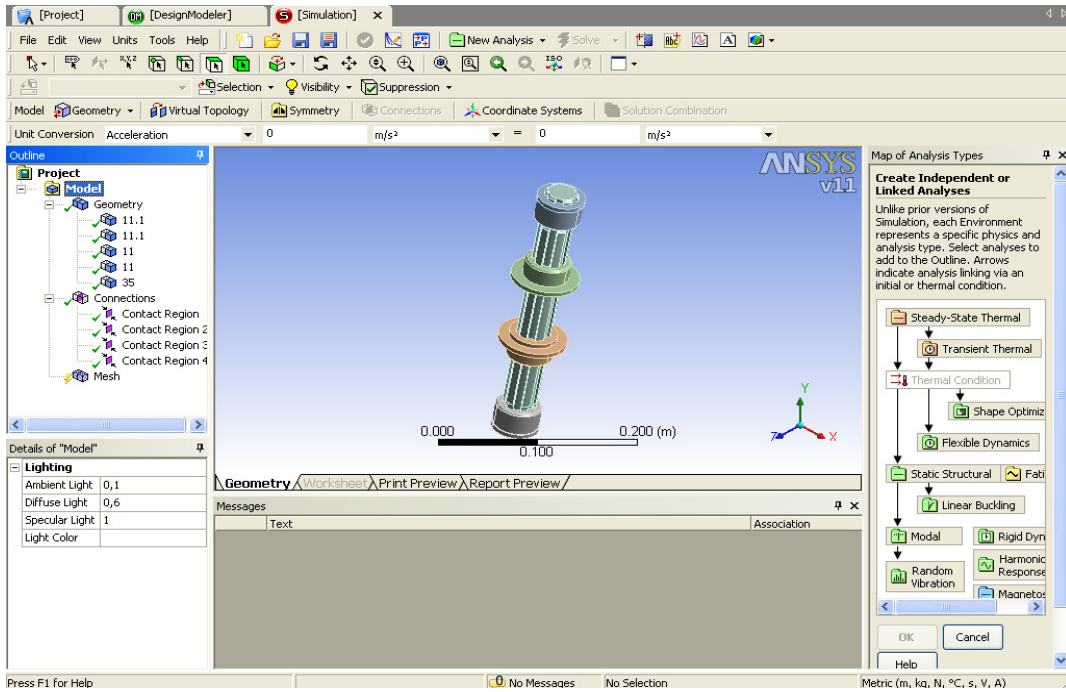 [Project] [DesignModeler] [Simulation]
File Edit View Units Tools Help New Analysis Solve
Selection Visibility Suppression
Model Geometry Virtual Topology Symmetry Connections Coordinate Systems Solution Combination
Unit Conversion Acceleration 0 m/s² = 0 m/s²
Outline
Project
Model
Geometry
11.1
11.1
11
11
35
Connections
Contact Region
Contact Region 2
Contact Region 3
Contact Region 4
Mesh
Details of "Model"
Lighting
Ambient Light 0,1
Diffuse Light 0,6
Specular Light 1
Light Color
ANSYS
v11
0.000 0.200 (m)
0.100
Y
Z X
Geometry Worksheet Print Preview Report Preview
Messages
Text Association
Map of Analysis Types
Create Independent or
Linked Analyses
Unlike prior versions of
Simulation, each Environment
represents a specific physics and
analysis type. Select analyses to
add to the Outline. Arrows
indicate analysis linking via an
initial or thermal condition.
Steady-State Thermal
Transient Thermal
Thermal Condition
Shape Optimiz
Flexible Dynamics
Static Structural Fati
Linear Buckling
Modal Rigid Dyn
Harmonic
Response
Random
Vibration
Magnetos
OK Cancel
Help
Press F1 for Help 0 No Messages No Selection Metric (m, kg, N, °C, s, V, A)